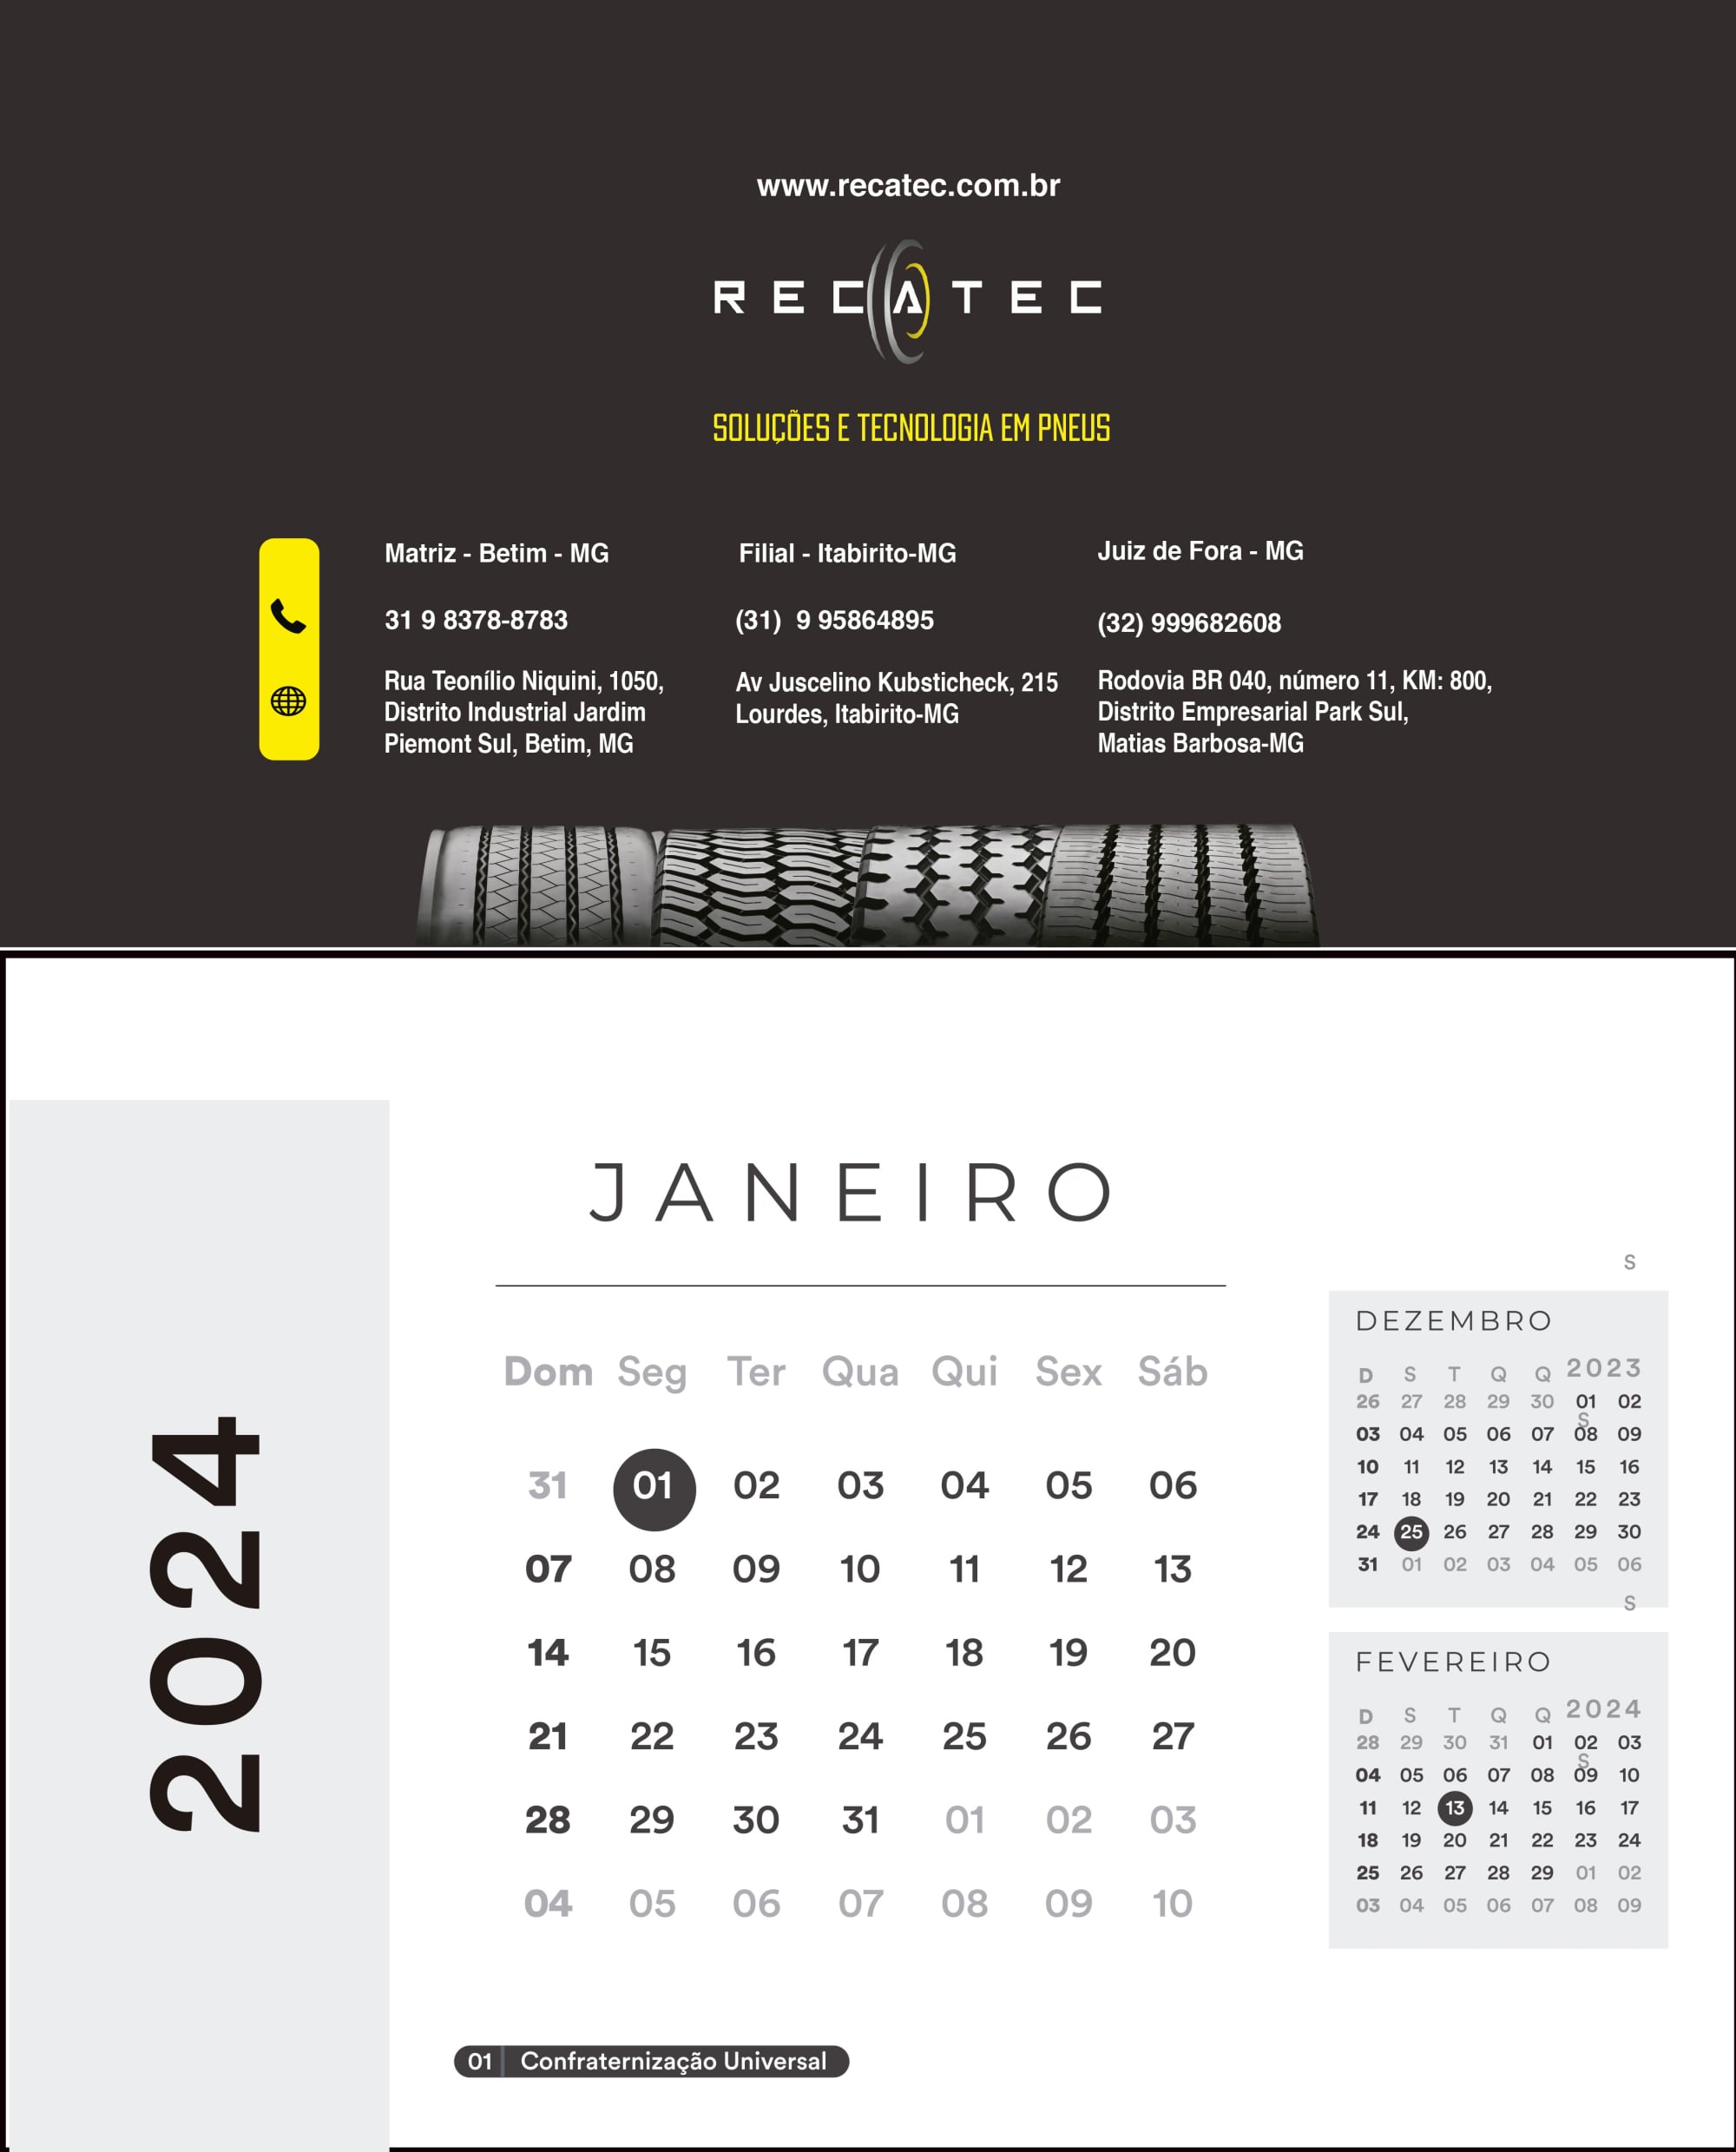 www.recatec.com.br
RECATEC
SOLUÇÕES E TECNOLOGIA EM PNEUS
Matriz - Betim - MG
31 9 8378-8783
Rua Teonílio Niquini, 1050,
Distrito Industrial Jardim
Piemont Sul, Betim, MG
Filial - Itabirito-MG
(31) 9 95864895
Av Juscelino Kubsticheck, 215
Lourdes, Itabirito-MG
Juiz de Fora - MG
(32) 999682608
Rodovia BR 040, número 11, KM: 800,
Distrito Empresarial Park Sul,
Matias Barbosa-MG
2024
JANEIRO
Dom Seg Ter Qua Qui Sex Sáb
31 01 02 03 04 05 06
07 08 09 10 11 12 13
14 15 16 17 18 19 20
21 22 23 24 25 26 27
28 29 30 31 01 02 03
04 05 06 07 08 09 10
01 Confraternização Universal
S
DEZEMBRO
D S T Q Q 2023
26 27 28 29 30 01 02
S
03 04 05 06 07 08 09
10 11 12 13 14 15 16
17 18 19 20 21 22 23
24 25 26 27 28 29 30
31 01 02 03 04 05 06
S
FEVEREIRO
D S T Q Q 2024
28 29 30 31 01 02 03
S
04 05 06 07 08 09 10
11 12 13 14 15 16 17
18 19 20 21 22 23 24
25 26 27 28 29 01 02
03 04 05 06 07 08 09